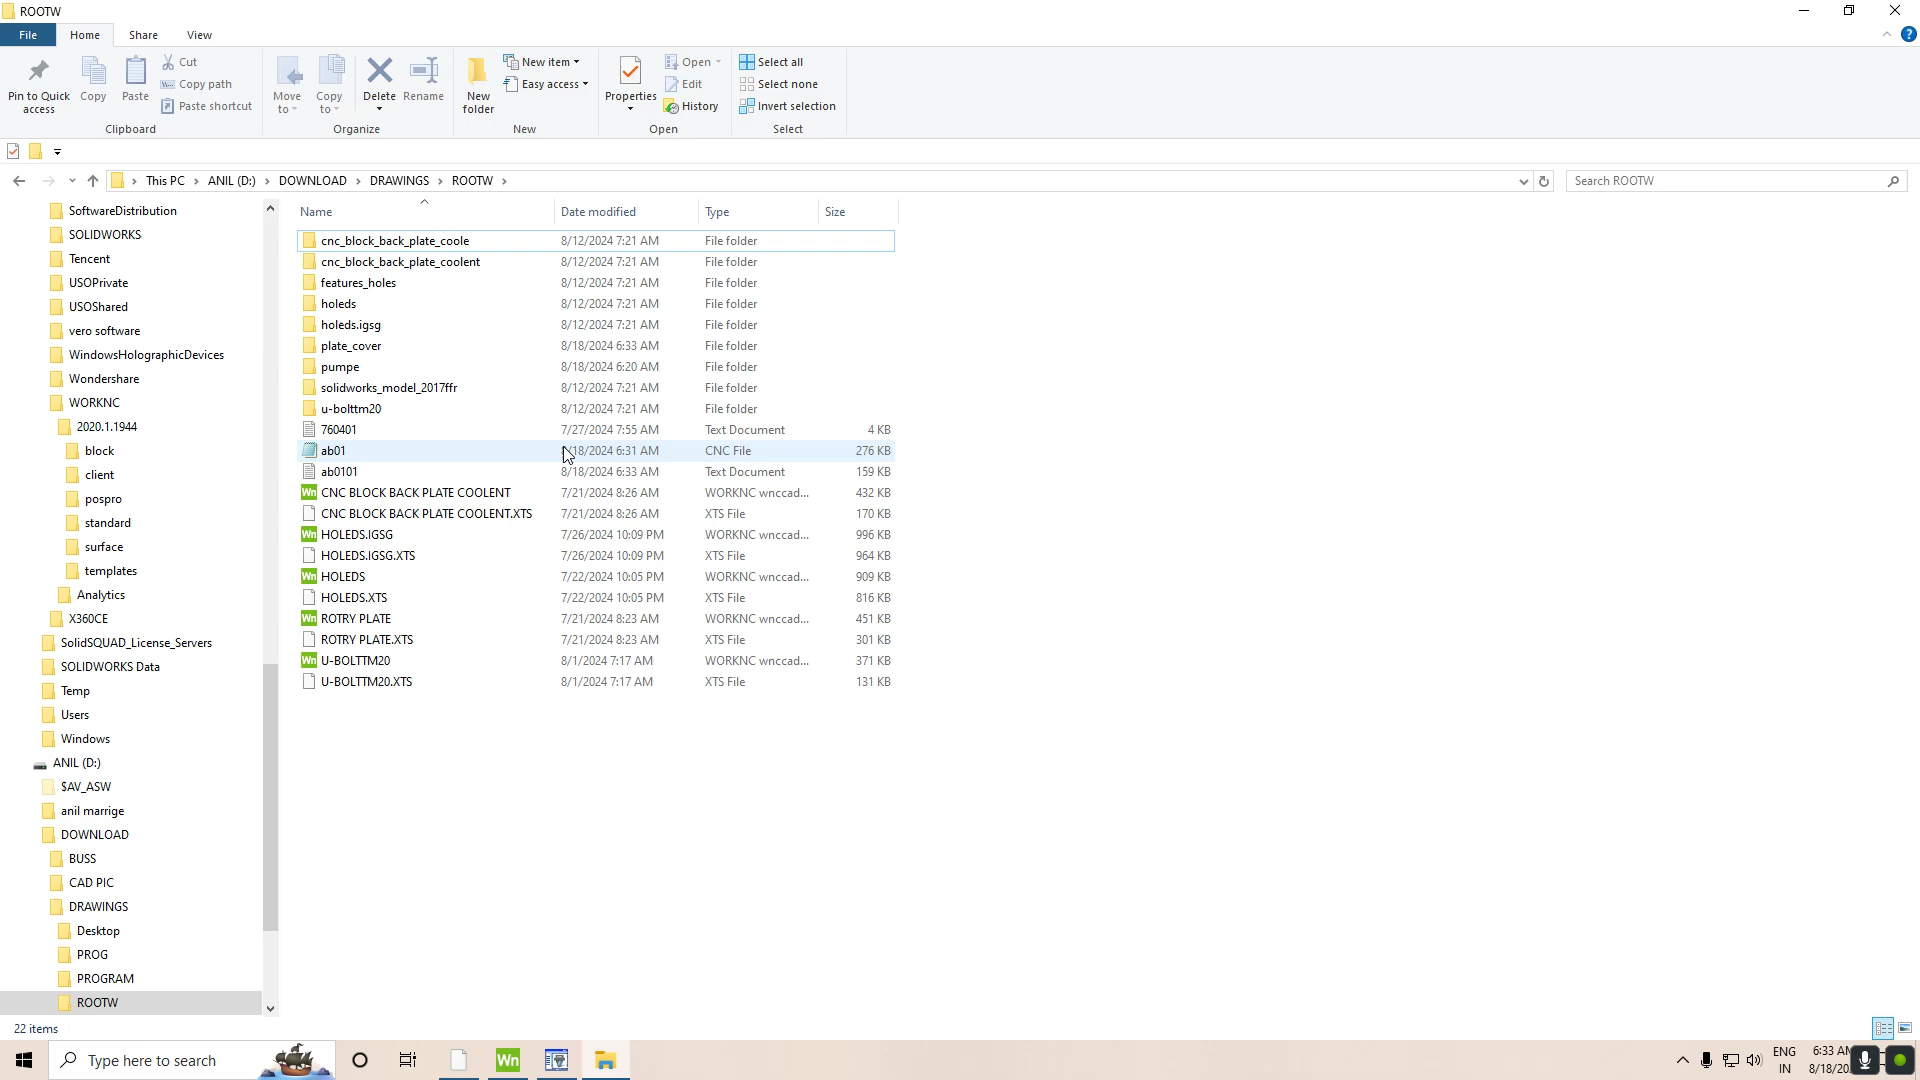 ROOTW
File Home Share View
Pin to Quick access
Copy
Paste
Cut
Copy path
Paste shortcut
Clipboard
Move to
Copy to
Delete
Rename
Organize
New folder
New item
Easy access
New
Properties
Open
Edit
History
Open
Select all
Select none
Invert selection
Select
This PC > ANIL (D:) > DOWNLOAD > DRAWINGS > ROOTW >
Search ROOTW
SoftwareDistribution
SOLIDWORKS
Tencent
USOPrivate
USOShared
vero software
WindowsHolographicDevices
Wondershare
WORKNC
2020.1.1944
block
client
pospro
standard
surface
templates
Analytics
X360CE
SolidSQUAD_License_Servers
SOLIDWORKS Data
Temp
Users
Windows
ANIL (D:)
$AV_ASW
anil marrige
DOWNLOAD
BUSS
CAD PIC
DRAWINGS
Desktop
PROG
PROGRAM
ROOTW
Name Date modified Type Size
cnc_block_back_plate_coole 8/12/2024 7:21 AM File folder
cnc_block_back_plate_coolent 8/12/2024 7:21 AM File folder
features_holes 8/12/2024 7:21 AM File folder
holeds 8/12/2024 7:21 AM File folder
holeds.igsg 8/12/2024 7:21 AM File folder
plate_cover 8/18/2024 6:33 AM File folder
pumpe 8/18/2024 6:20 AM File folder
solidworks_model_2017ffr 8/12/2024 7:21 AM File folder
u-bolttm20 8/12/2024 7:21 AM File folder
760401 7/27/2024 7:55 AM Text Document 4 KB
ab01 /18/2024 6:31 AM CNC File 276 KB
ab0101 8/18/2024 6:33 AM Text Document 159 KB
Wn CNC BLOCK BACK PLATE COOLENT 7/21/2024 8:26 AM WORKNC wnccad... 432 KB
CNC BLOCK BACK PLATE COOLENT.XTS 7/21/2024 8:26 AM XTS File 170 KB
Wn HOLEDS.IGSG 7/26/2024 10:09 PM WORKNC wnccad... 996 KB
HOLEDS.IGSG.XTS 7/26/2024 10:09 PM XTS File 964 KB
Wn HOLEDS 7/22/2024 10:05 PM WORKNC wnccad... 909 KB
HOLEDS.XTS 7/22/2024 10:05 PM XTS File 816 KB
Wn ROTRY PLATE 7/21/2024 8:23 AM WORKNC wnccad... 451 KB
ROTRY PLATE.XTS 7/21/2024 8:23 AM XTS File 301 KB
Wn U-BOLTTM20 8/1/2024 7:17 AM WORKNC wnccad... 371 KB
U-BOLTTM20.XTS 8/1/2024 7:17 AM XTS File 131 KB
22 items
Type here to search
Wn
ENG
IN
6:33 AM
8/18/20